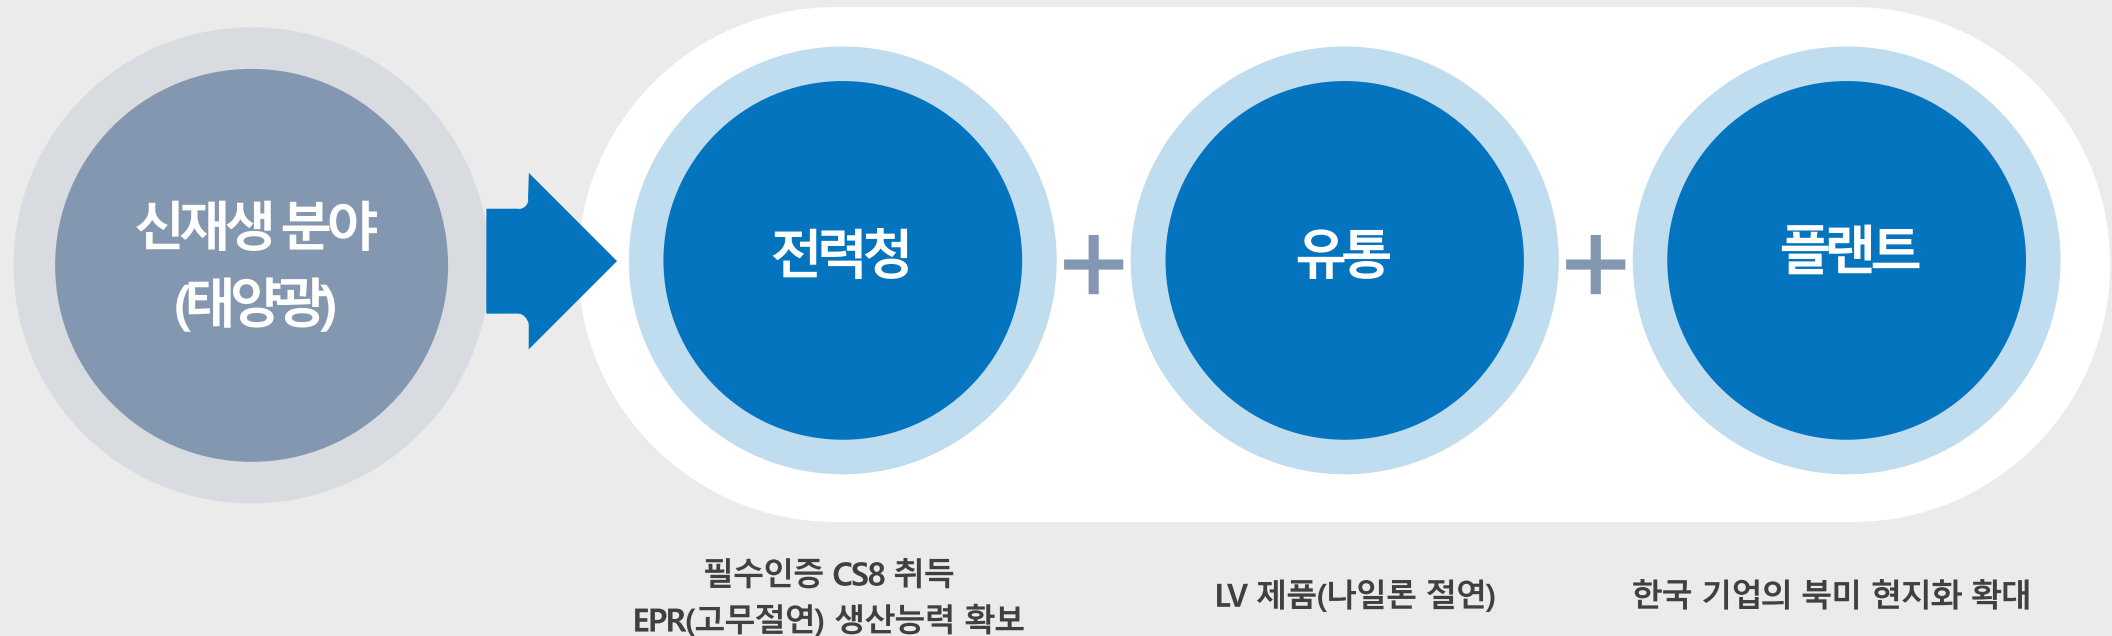 신재생 분야
(태양광)
전력청
+
유통
+
플랜트
필수인증 CS8 취득
EPR(고무절연) 생산능력 확보
LV 제품(나일론 절연)
한국 기업의 북미 현지화 확대